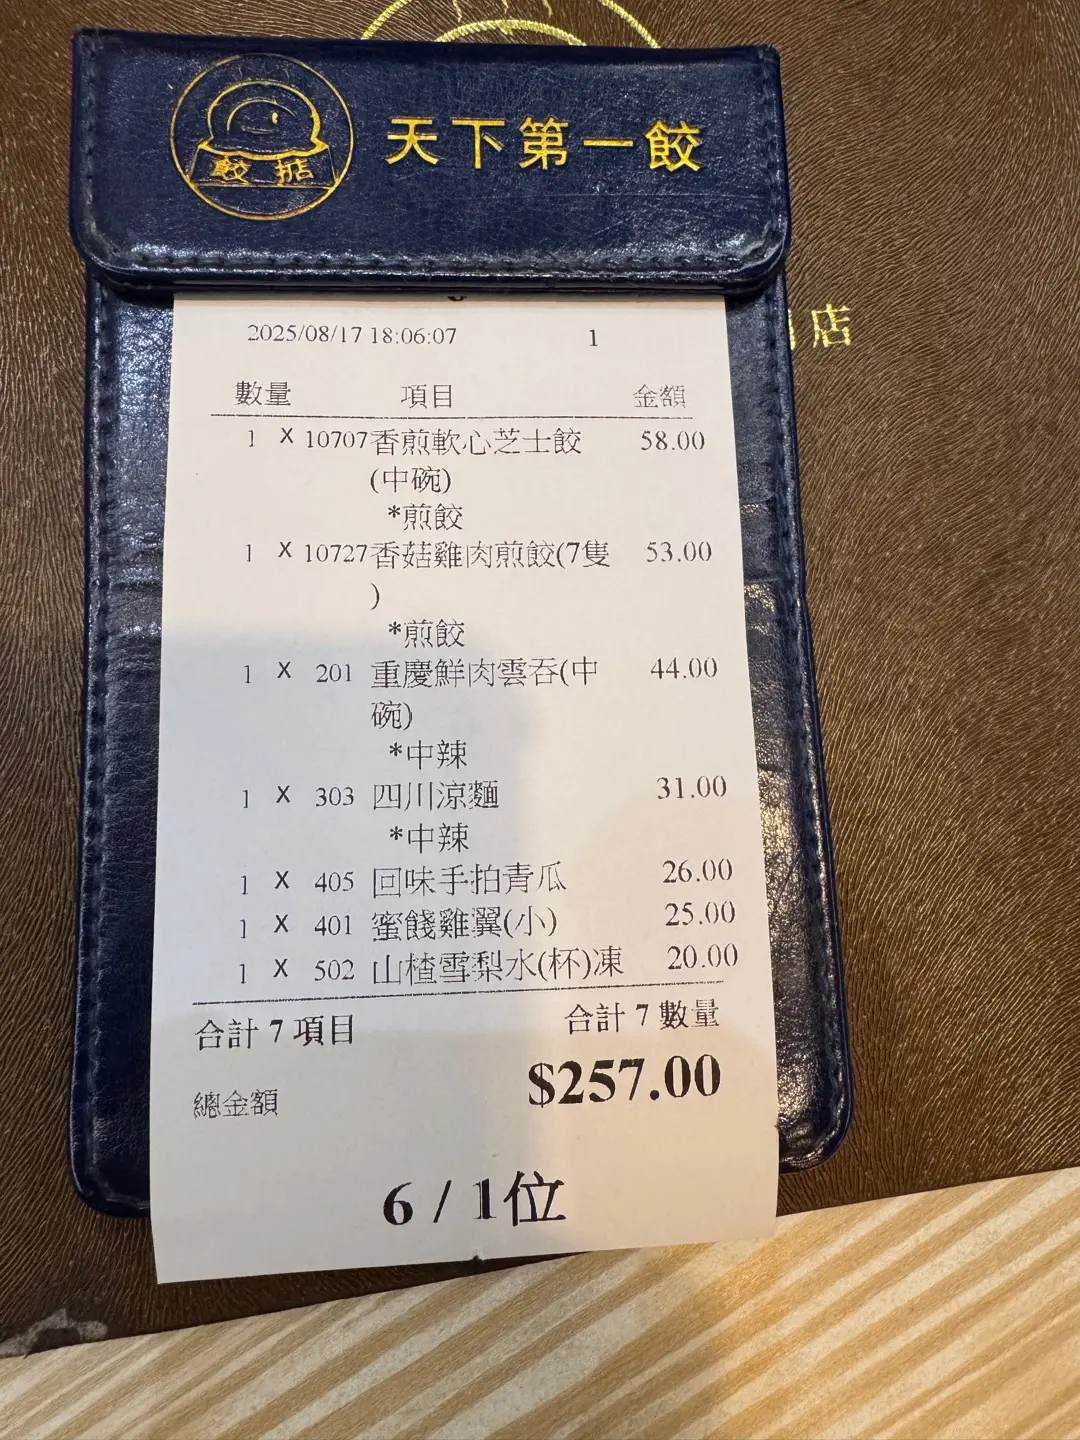 餃掂
天下第一餃
店
2025/08/17 18:06:07 1
數量 項目 金額
1 X 10707香煎軟心芝士餃 58.00
(中碗)
*煎餃
1 X 10727香菇雞肉煎餃(7隻 53.00
)
*煎餃
1 X 201 重慶鮮肉雲吞(中 44.00
碗)
*中辣
1 X 303 四川涼麵 31.00
*中辣
1 X 405 回味手拍青瓜 26.00
1 X 401 蜜餞雞翼(小) 25.00
1 X 502 山楂雪梨水(杯)凍 20.00
合計 7 項目 合計 7 數量
總金額 $257.00
6 / 1位